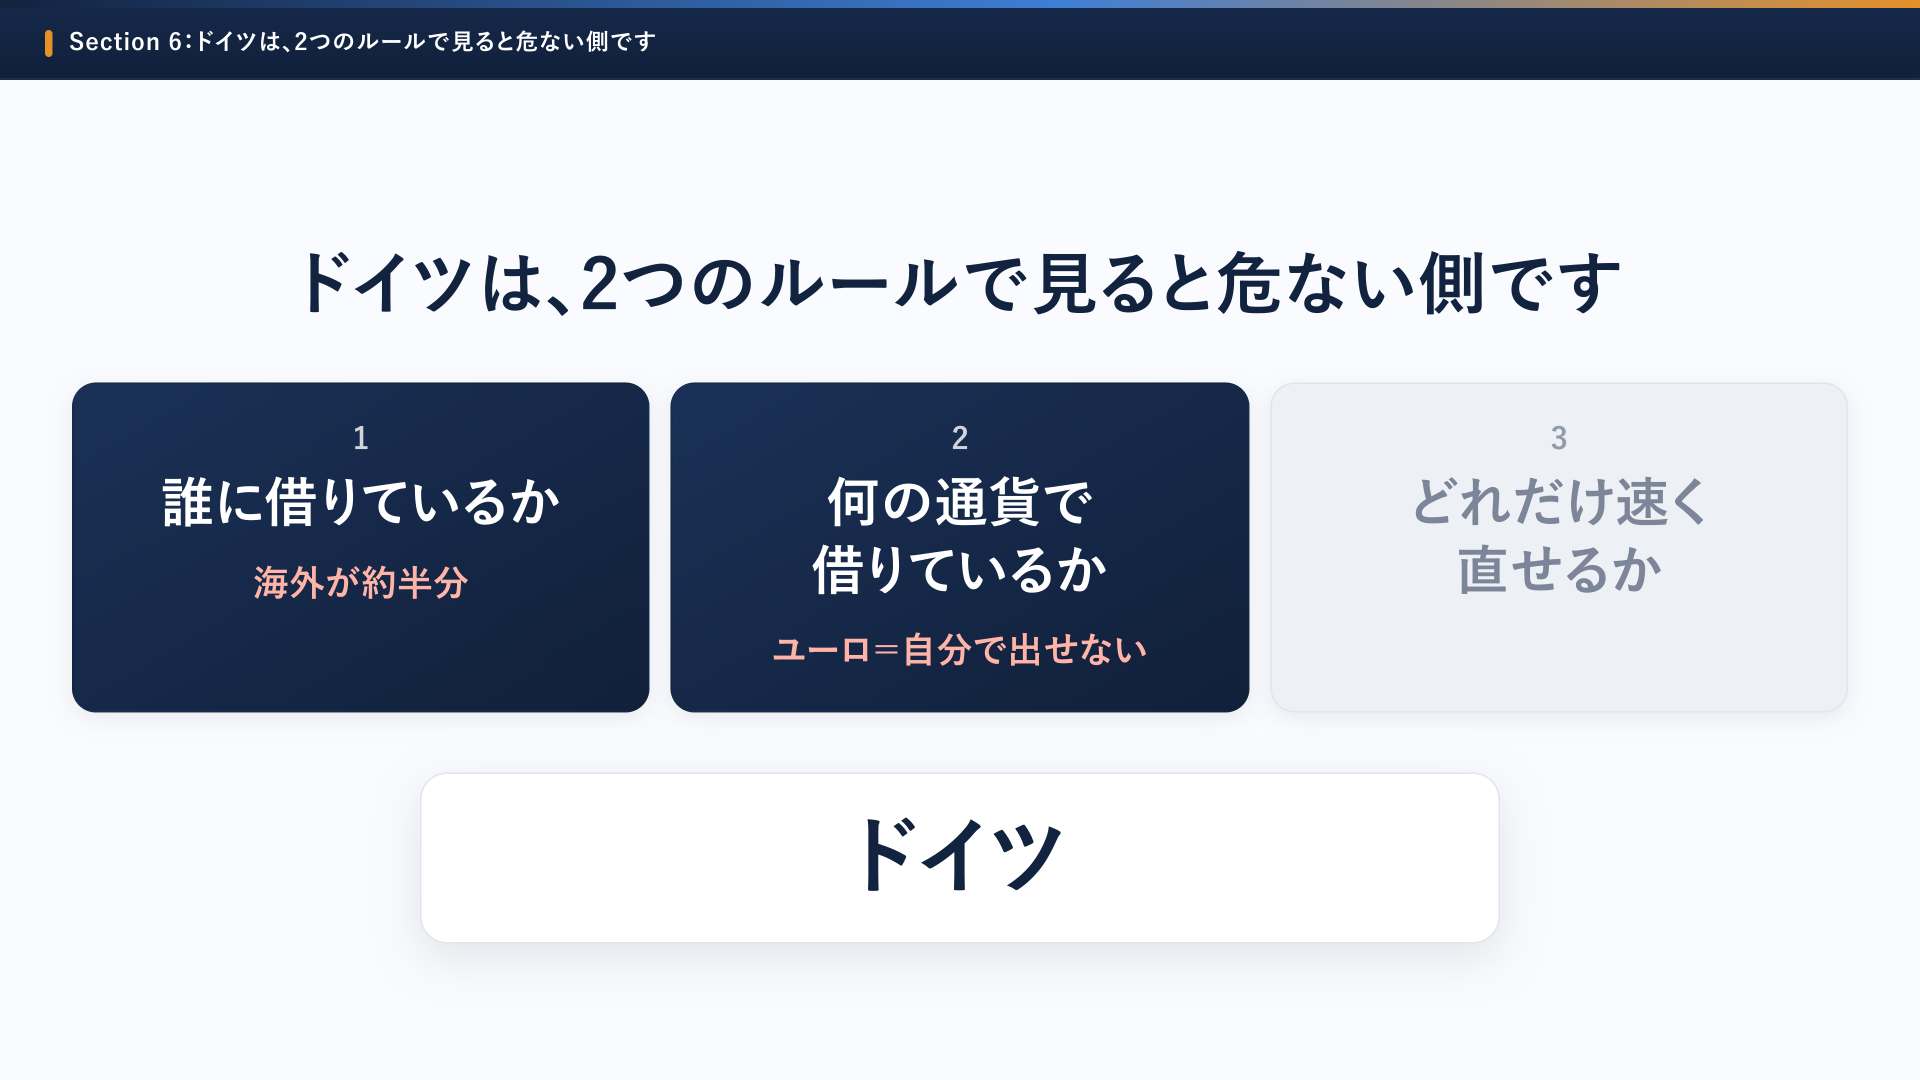 Section 6：ドイツは、2つのルールで見ると危ない側です
ドイツは、2つのルールで見ると危ない側です
1
誰に借りているか
海外が約半分
2
何の通貨で
借りているか
ユーロ＝自分で出せない
3
どれだけ速く
直せるか
ドイツ